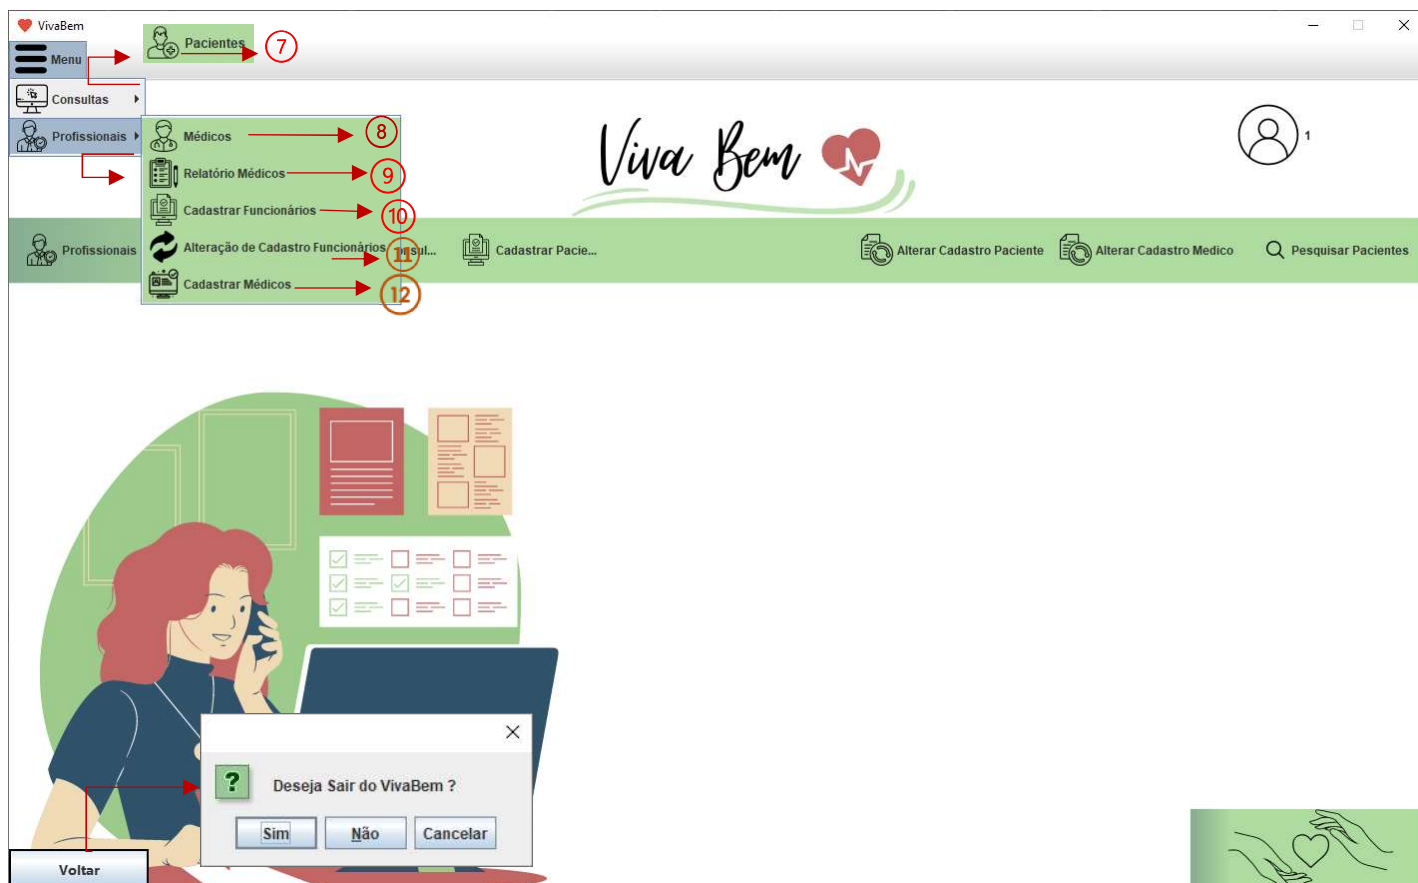 VivaBem
Pacientes 7
Menu
Consultas
Profissionais
Médicos 8
Relatório Médicos 9
Cadastrar Funcionários 10
Alteração de Cadastro Funcionários 11
Cadastrar Médicos 12
Viva Bem
1
Profissionais
Cadastrar Pacie...
Alterar Cadastro Paciente
Alterar Cadastro Medico
Pesquisar Pacientes
Deseja Sair do VivaBem ?
Sim
Não
Cancelar
Voltar